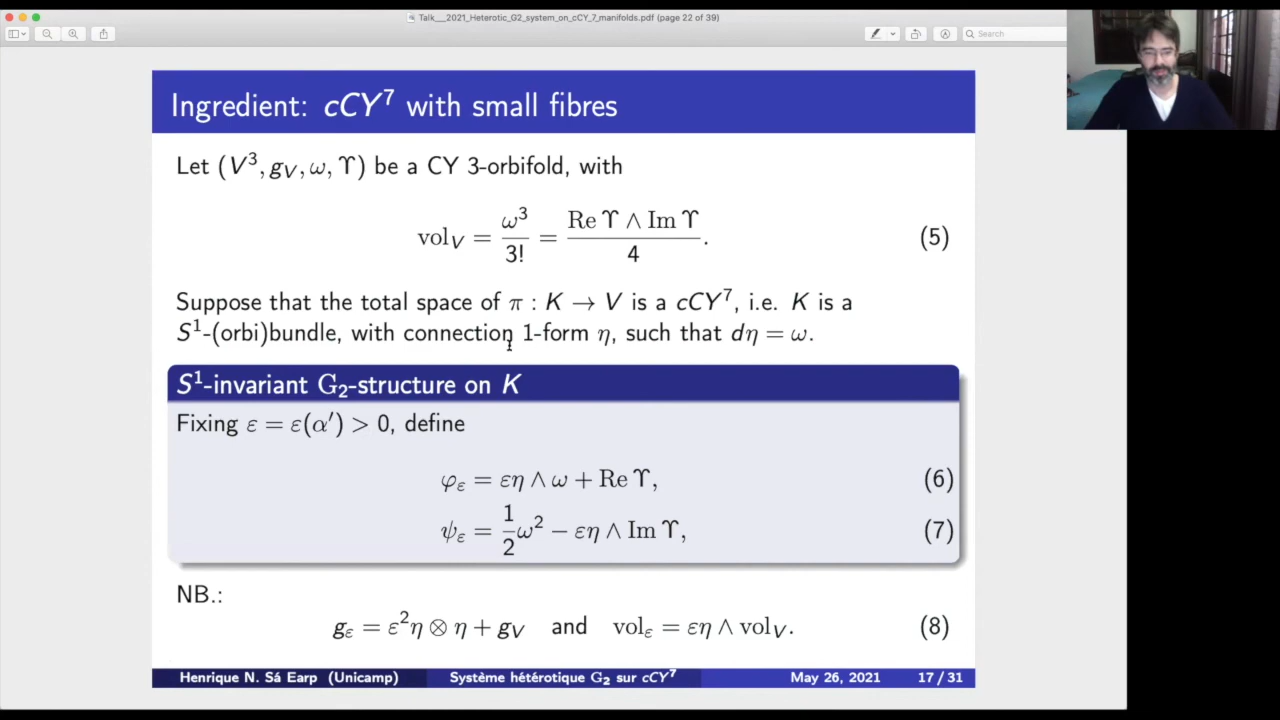 Talk__2021_Heterotic_G2_system_on_cCY_7_manifolds.pdf (page 22 of 39)
Search
Ingredient: cCY⁷ with small fibres
Let (V³, g_V, ω, ϒ) be a CY 3-orbifold, with
vol_V = ω³/3! = Re ϒ ∧ Im ϒ/4. (5)
Suppose that the total space of π : K → V is a cCY⁷, i.e. K is a
S¹-(orbi)bundle, with connection 1-form η, such that dη = ω.
S¹-invariant G₂-structure on K
Fixing ε = ε(α′) > 0, define
φ_ε = εη ∧ ω + Re ϒ, (6)
ψ_ε = 1/2 ω² − εη ∧ Im ϒ, (7)
NB.:
g_ε = ε²η ⊗ η + g_V and vol_ε = εη ∧ vol_V. (8)
Henrique N. Sá Earp (Unicamp) Système hétérotique G₂ sur cCY⁷ May 26, 2021 17 / 31